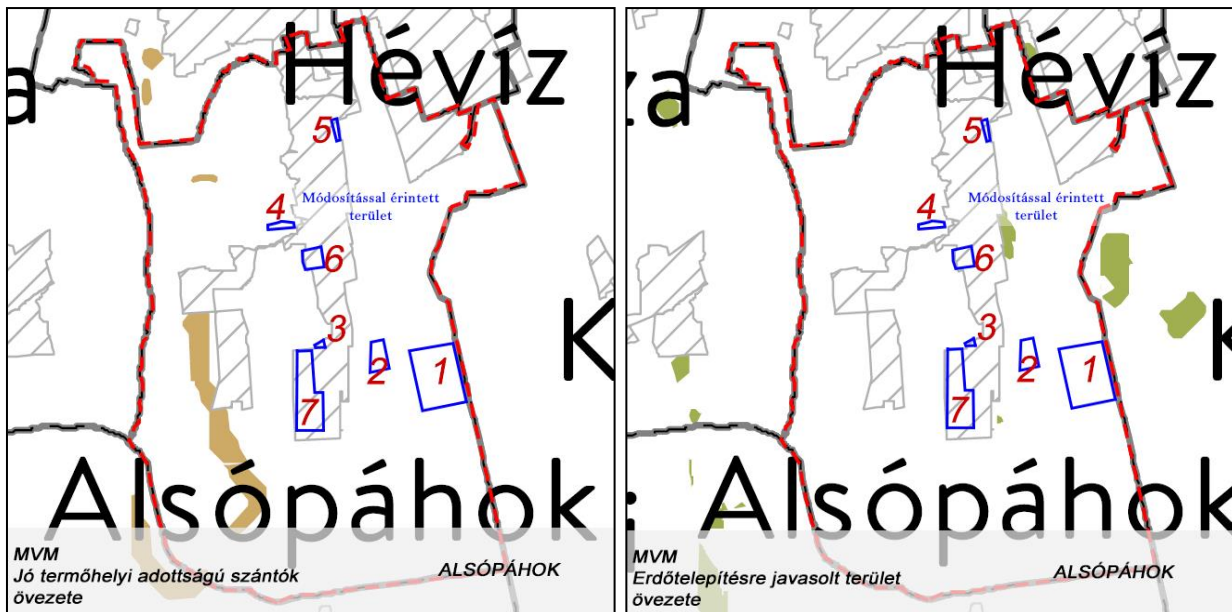 Hévíz
a
5
Módosítással érintett
terület
4
6
3
K
2
1
7
Alsópáhok
MVM
Jó termőhelyi adottságú szántók
övezete
ALSÓPÁHOK
Hévíz
za
5
Módosítással érintett
terület
4
6
3
K
2
1
7
Alsópáhok
MVM
Erdőtelepítésre javasolt terület
övezete
ALSÓPÁHOK